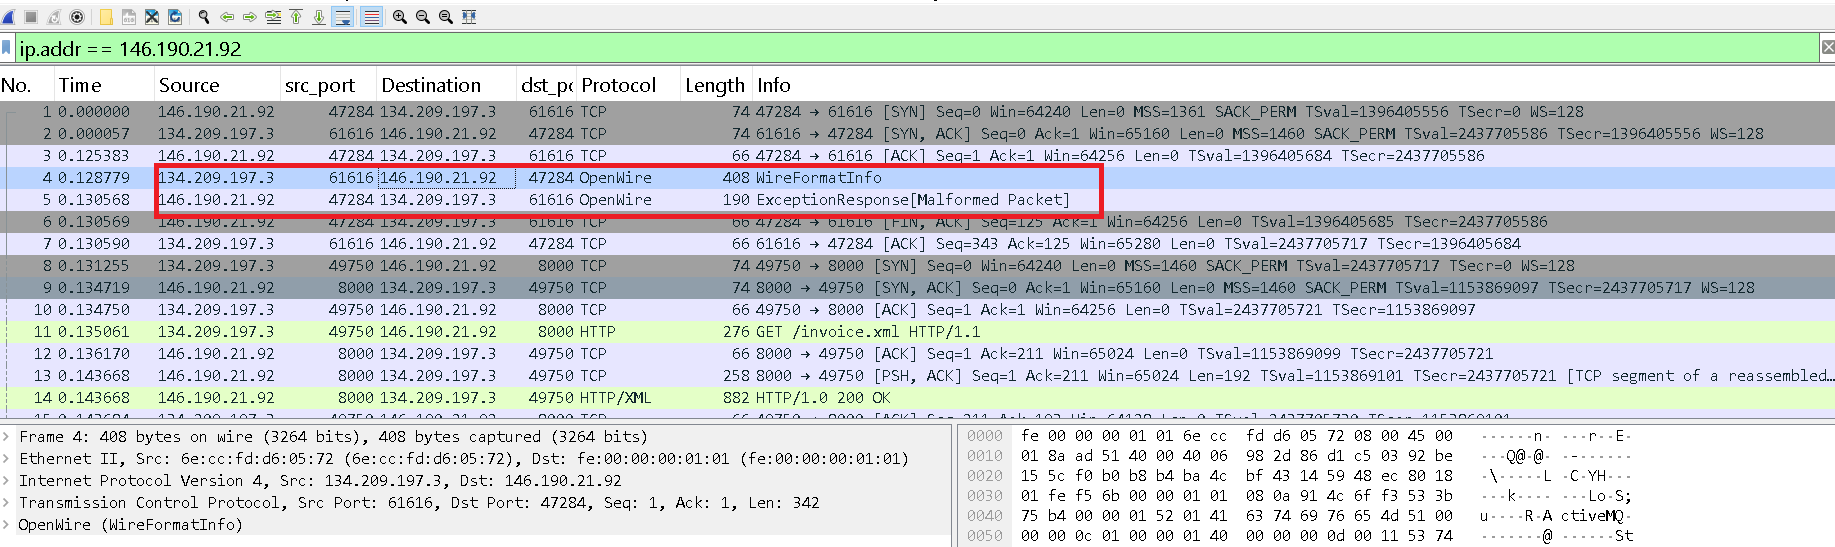 ip.addr == 146.190.21.92
No. Time Source src_port Destination dst_po Protocol Length Info
1 0.000000 146.190.21.92 47284 134.209.197.3 61616 TCP 74 47284 → 61616 [SYN] Seq=0 Win=64240 Len=0 MSS=1361 SACK_PERM TSval=1396405556 TSecr=0 WS=128
2 0.000057 134.209.197.3 61616 146.190.21.92 47284 TCP 74 61616 → 47284 [SYN, ACK] Seq=0 Ack=1 Win=65160 Len=0 MSS=1460 SACK_PERM TSval=2437705586 TSecr=1396405556 WS=128
3 0.125383 146.190.21.92 47284 134.209.197.3 61616 TCP 66 47284 → 61616 [ACK] Seq=1 Ack=1 Win=64256 Len=0 TSval=1396405684 TSecr=2437705586
4 0.128779 134.209.197.3 61616 146.190.21.92 47284 OpenWire 408 WireFormatInfo
5 0.130568 146.190.21.92 47284 134.209.197.3 61616 OpenWire 190 ExceptionResponse[Malformed Packet]
6 0.130569 146.190.21.92 47284 134.209.197.3 61616 TCP 66 47284 → 61616 [FIN, ACK] Seq=125 Ack=1 Win=64256 Len=0 TSval=1396405685 TSecr=2437705586
7 0.130590 134.209.197.3 61616 146.190.21.92 47284 TCP 66 61616 → 47284 [ACK] Seq=343 Ack=125 Win=65280 Len=0 TSval=2437705717 TSecr=1396405684
8 0.131255 134.209.197.3 49750 146.190.21.92 8000 TCP 74 49750 → 8000 [SYN] Seq=0 Win=64240 Len=0 MSS=1460 SACK_PERM TSval=2437705717 TSecr=0 WS=128
9 0.134719 146.190.21.92 8000 134.209.197.3 49750 TCP 74 8000 → 49750 [SYN, ACK] Seq=0 Ack=1 Win=65160 Len=0 MSS=1460 SACK_PERM TSval=1153869097 TSecr=2437705717 WS=128
10 0.134750 134.209.197.3 49750 146.190.21.92 8000 TCP 66 49750 → 8000 [ACK] Seq=1 Ack=1 Win=64256 Len=0 TSval=2437705721 TSecr=1153869097
11 0.135061 134.209.197.3 49750 146.190.21.92 8000 HTTP 276 GET /invoice.xml HTTP/1.1
12 0.136170 146.190.21.92 8000 134.209.197.3 49750 TCP 66 8000 → 49750 [ACK] Seq=1 Ack=211 Win=65024 Len=0 TSval=1153869099 TSecr=2437705721
13 0.143668 146.190.21.92 8000 134.209.197.3 49750 TCP 258 8000 → 49750 [PSH, ACK] Seq=1 Ack=211 Win=65024 Len=192 TSval=1153869101 TSecr=2437705721 [TCP segment of a reassembled…
14 0.143668 146.190.21.92 8000 134.209.197.3 49750 HTTP/XML 882 HTTP/1.0 200 OK
Frame 4: 408 bytes on wire (3264 bits), 408 bytes captured (3264 bits)
Ethernet II, Src: 6e:cc:fd:d6:05:72 (6e:cc:fd:d6:05:72), Dst: fe:00:00:00:01:01 (fe:00:00:00:01:01)
Internet Protocol Version 4, Src: 134.209.197.3, Dst: 146.190.21.92
Transmission Control Protocol, Src Port: 61616, Dst Port: 47284, Seq: 1, Ack: 1, Len: 342
OpenWire (WireFormatInfo)
0000 fe 00 00 00 01 01 6e cc fd d6 05 72 08 00 45 00 ······n· ···r··E·
0010 01 8a ad 51 40 00 40 06 98 2d 86 d1 c5 03 92 be ···Q@·@· ·-······
0020 15 5c f0 b0 b8 b4 ba 4c bf 43 14 59 48 ec 80 18 ·\·····L ·C·YH···
0030 01 fe f5 6b 00 00 01 01 08 0a 91 4c 6f f3 53 3b ···k···· ···Lo·S;
0040 75 b4 00 00 01 52 01 41 63 74 69 76 65 4d 51 00 u····R·A ctiveMQ·
0050 00 00 0c 01 00 00 01 40 00 00 00 0d 00 11 53 74 ·······@ ······St